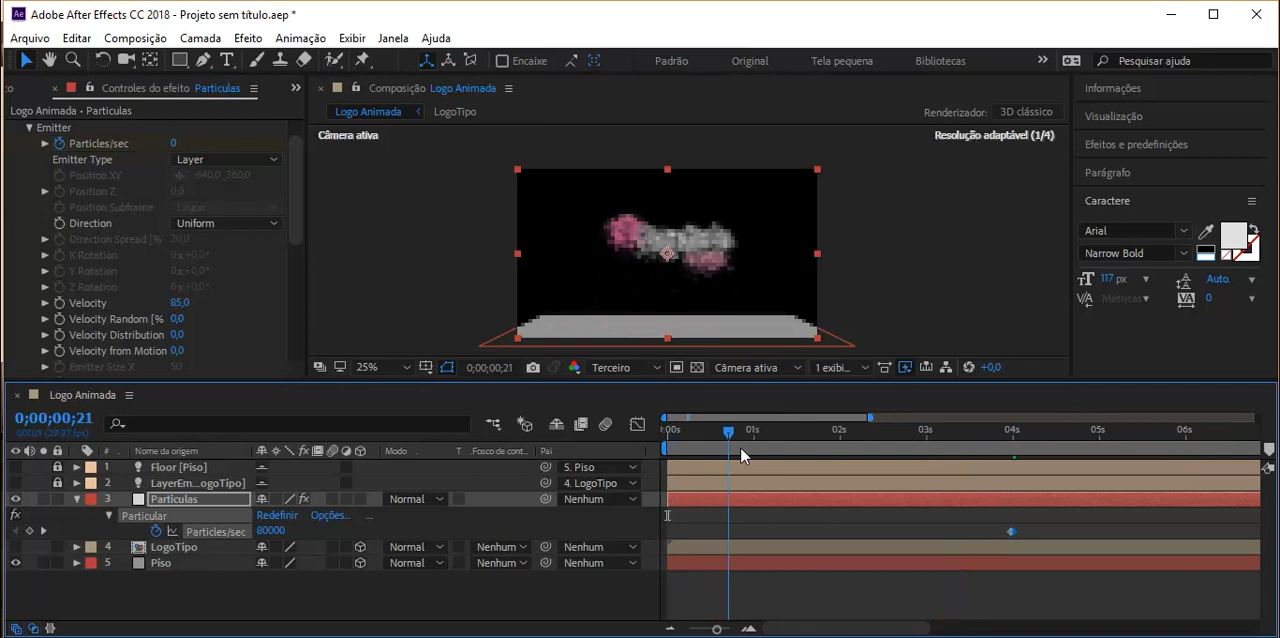 Ae Adobe After Effects CC 2018 - Projeto sem título.aep *
Arquivo Editar Composição Camada Efeito Animação Exibir Janela Ajuda
Encaixe Padrão Original Tela pequena Bibliotecas Pesquisar ajuda
Controles do efeito Particulas
Logo Animada • Particulas
Emitter
Particles/sec 0
Emitter Type Layer
Position XY 640,0 ,360,0
Position Z 0,0
Position Subframe Linear
Direction Uniform
Direction Spread [% 20,0
X Rotation 0x+0,0°
Y Rotation 0x+0,0°
Z Rotation 0x+0,0°
Velocity 85,0
Velocity Random [% 0,0
Velocity Distribution 0,0
Velocity from Motion 0,0
Emitter Size X 50
Composição Logo Animada
Logo Animada LogoTipo Renderizador: 3D clássico
Câmera ativa Resolução adaptável (1/4)
25% 0;00;00;21 Terceiro Câmera ativa 1 exibi... +0,0
Informações
Visualização
Efeitos e predefinições
Parágrafo
Caractere
Arial
Narrow Bold
117 px Auto.
Métricas 0
Logo Animada
0;00;00;21
00021 (29.97 fps)
# Nome da origem Modo Fosco de cont... Pai
:00s 01s 02s 03s 04s 05s 06s
1 Floor [Piso] 5. Piso
2 LayerEm...ogoTipo] 4. LogoTipo
3 Particulas Normal Nenhum
Particular Redefinir Opções... ...
Particles/sec 80000
4 LogoTipo Normal Nenhum Nenhum
5 Piso Normal Nenhum Nenhum